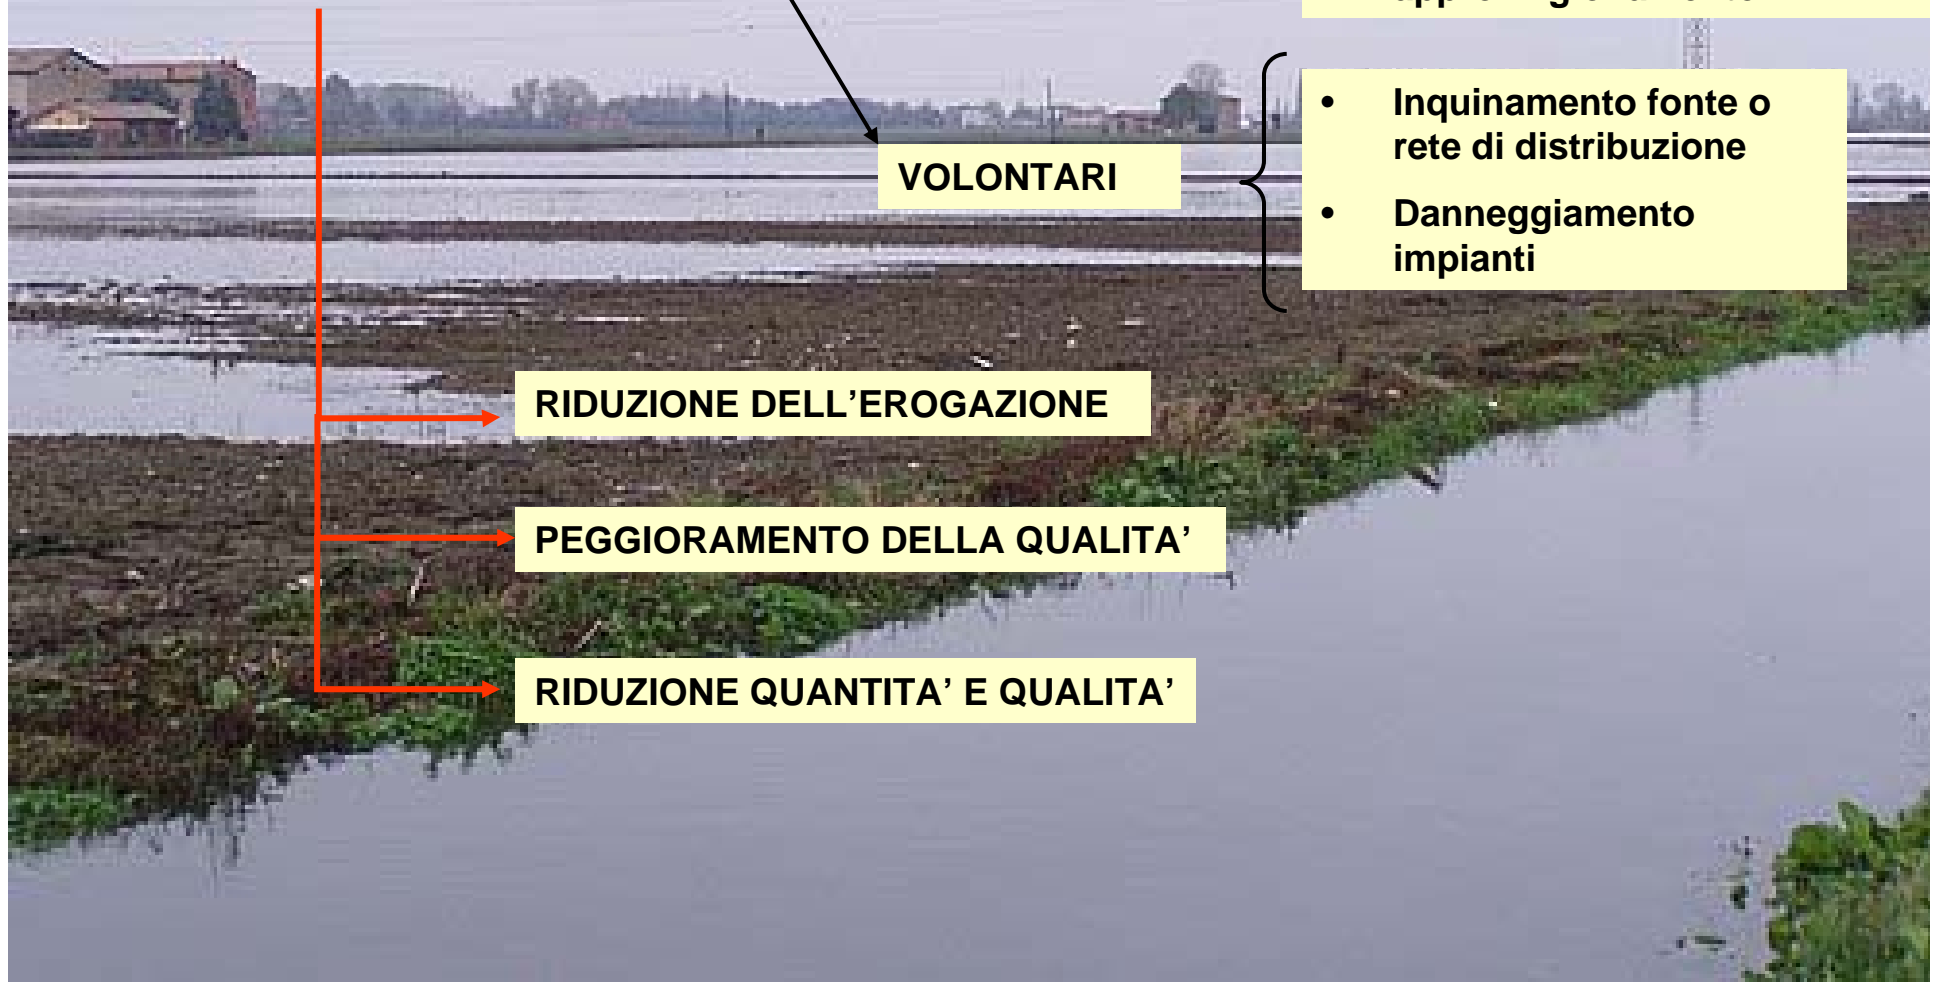 VOLONTARI
• Inquinamento fonte o
rete di distribuzione
• Danneggiamento
impianti
RIDUZIONE DELL’EROGAZIONE
PEGGIORAMENTO DELLA QUALITA’
RIDUZIONE QUANTITA’ E QUALITA’